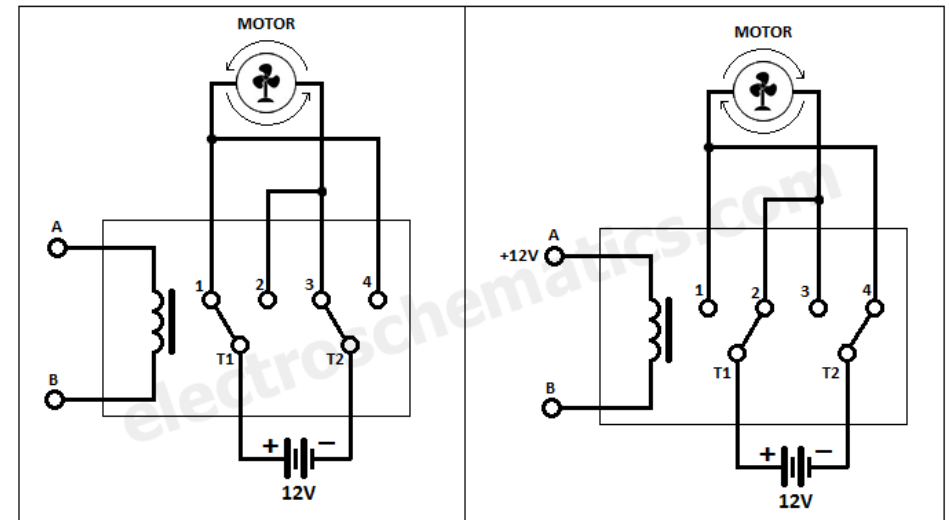 MOTOR
A
1 2 3 4
T1 T2
B
+ −
12V
MOTOR
A
+12V
1 2 3 4
T1 T2
B
+ −
12V
electroschematics.com